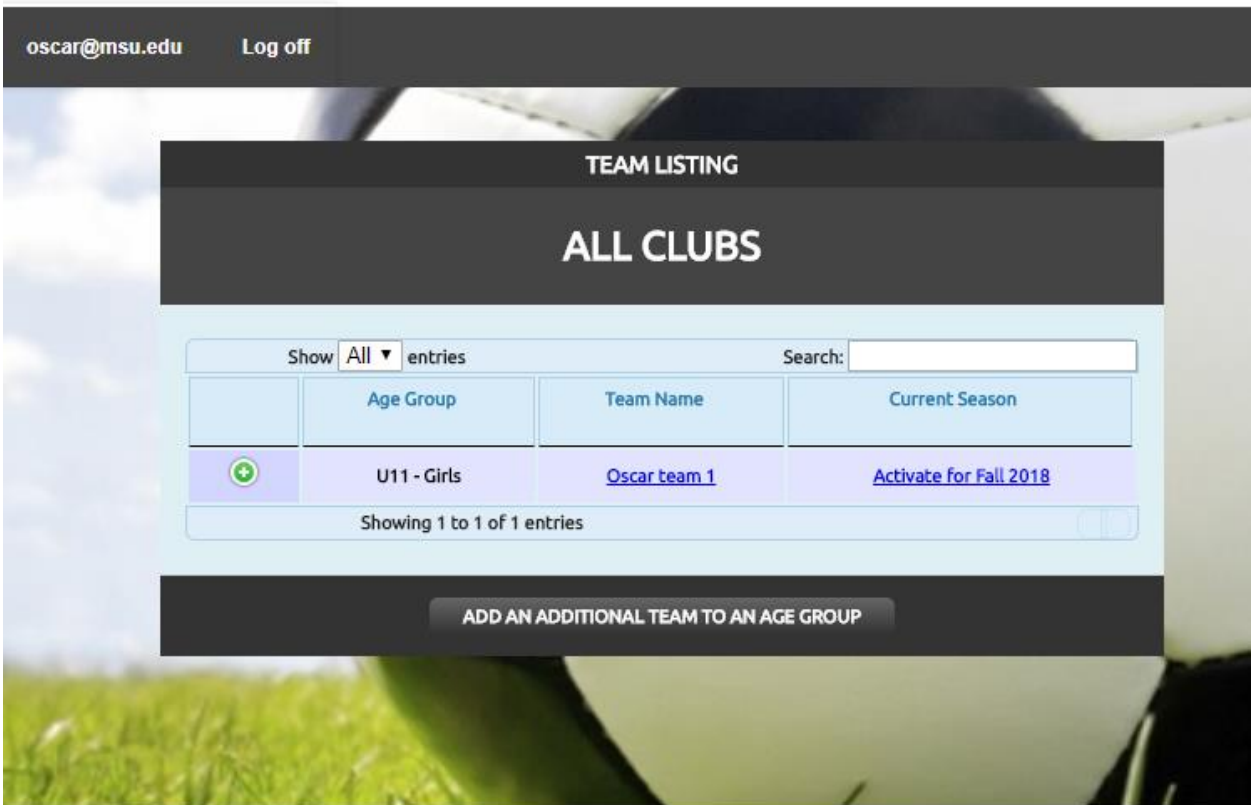 oscar@msu.edu Log off
TEAM LISTING
ALL CLUBS
Show All ▼ entries Search:
Age Group Team Name Current Season
U11 - Girls Oscar team 1 Activate for Fall 2018
Showing 1 to 1 of 1 entries
ADD AN ADDITIONAL TEAM TO AN AGE GROUP